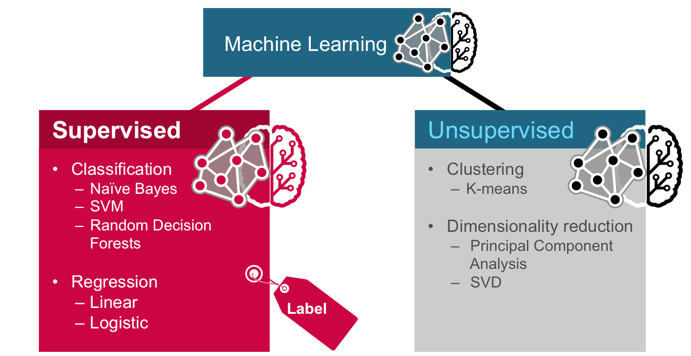 Machine Learning
Supervised
• Classification
– Naïve Bayes
– SVM
– Random Decision
Forests
• Regression
– Linear
– Logistic
Label
Unsupervised
• Clustering
– K-means
• Dimensionality reduction
– Principal Component
Analysis
– SVD